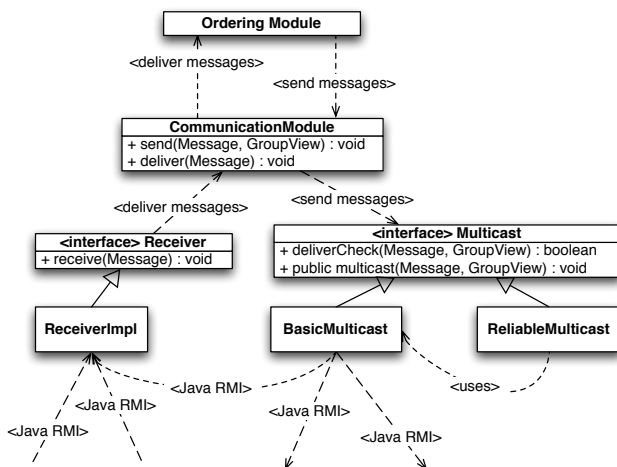 Ordering Module
<deliver messages>
<send messages>
CommunicationModule
+ send(Message, GroupView) : void
+ deliver(Message) : void
<deliver messages>
<send messages>
<interface> Receiver
+ receive(Message) : void
<interface> Multicast
+ deliverCheck(Message, GroupView) : boolean
+ public multicast(Message, GroupView) : void
ReceiverImpl
BasicMulticast
ReliableMulticast
<Java RMI>
<uses>
<Java RMI>
<Java RMI>
<Java RMI>
<Java RMI>